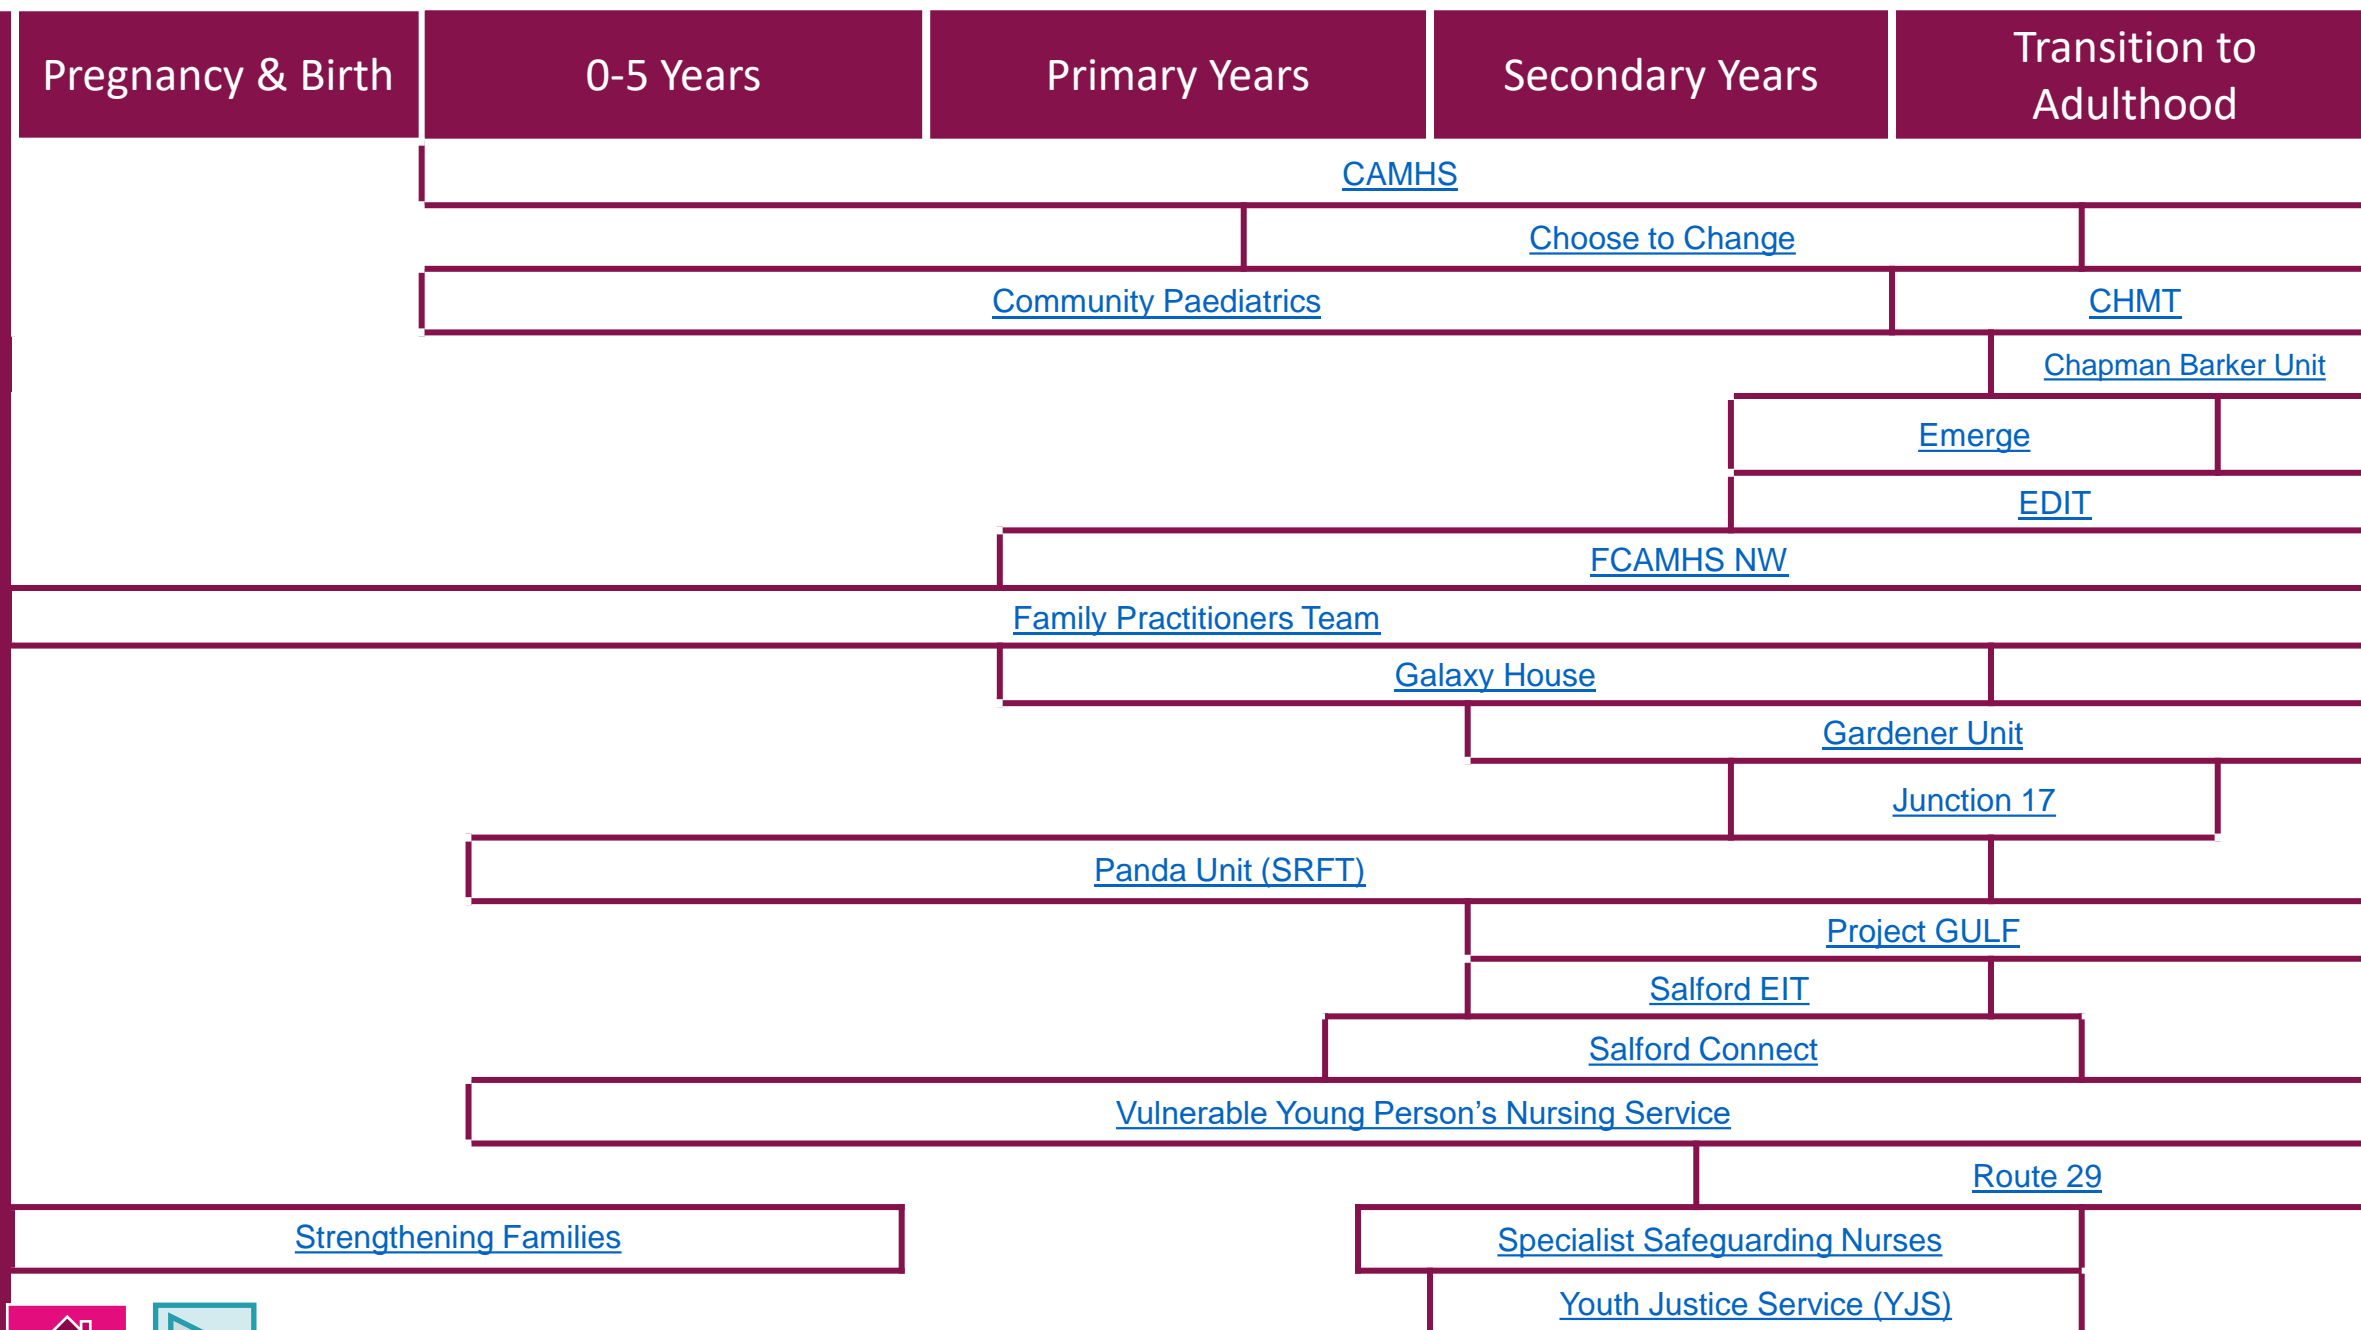 Pregnancy & Birth
0-5 Years
Primary Years
Secondary Years
Transition to
Adulthood
CAMHS
Choose to Change
Community Paediatrics
CHMT
Chapman Barker Unit
Emerge
EDIT
FCAMHS NW
Family Practitioners Team
Galaxy House
Gardener Unit
Junction 17
Panda Unit (SRFT)
Project GULF
Salford EIT
Salford Connect
Vulnerable Young Person’s Nursing Service
Route 29
Strengthening Families
Specialist Safeguarding Nurses
Youth Justice Service (YJS)